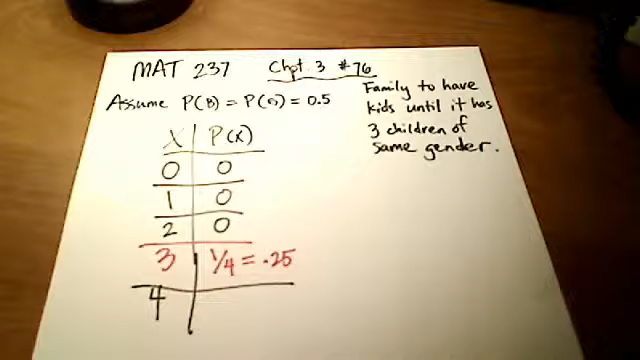 MAT 237 Chpt. 3 #76
Assume P(B) = P(G) = 0.5
Family to have
kids until it has
3 children of
same gender.
X P(X)
0 0
1 0
2 0
3 1/4 = .25
4